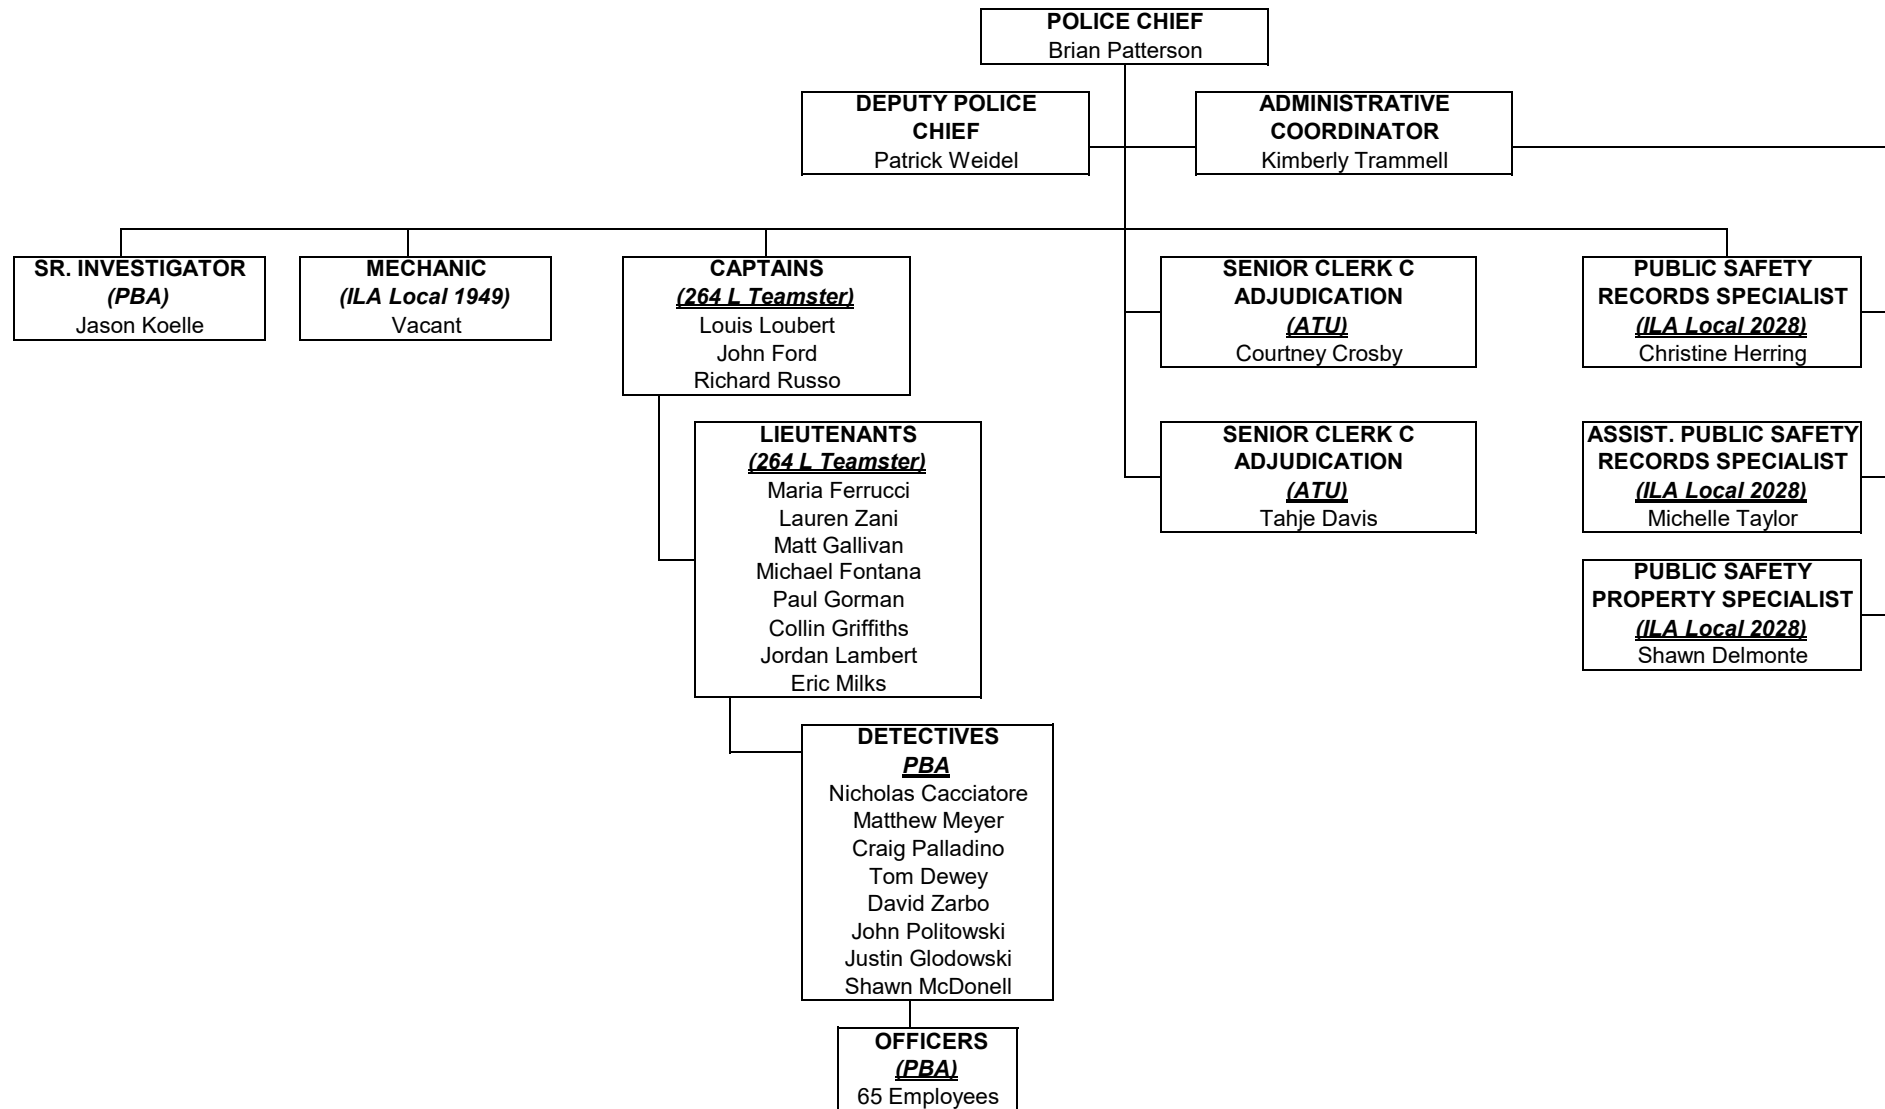 POLICE CHIEF
Brian Patterson
DEPUTY POLICE
CHIEF
Patrick Weidel
ADMINISTRATIVE
COORDINATOR
Kimberly Trammell
SR. INVESTIGATOR
(PBA)
Jason Koelle
MECHANIC
(ILA Local 1949)
Vacant
CAPTAINS
(264 L Teamster)
Louis Loubert
John Ford
Richard Russo
SENIOR CLERK C
ADJUDICATION
(ATU)
Courtney Crosby
PUBLIC SAFETY
RECORDS SPECIALIST
(ILA Local 2028)
Christine Herring
LIEUTENANTS
(264 L Teamster)
Maria Ferrucci
Lauren Zani
Matt Gallivan
Michael Fontana
Paul Gorman
Collin Griffiths
Jordan Lambert
Eric Milks
SENIOR CLERK C
ADJUDICATION
(ATU)
Tahje Davis
ASSIST. PUBLIC SAFETY
RECORDS SPECIALIST
(ILA Local 2028)
Michelle Taylor
PUBLIC SAFETY
PROPERTY SPECIALIST
(ILA Local 2028)
Shawn Delmonte
DETECTIVES
PBA
Nicholas Cacciatore
Matthew Meyer
Craig Palladino
Tom Dewey
David Zarbo
John Politowski
Justin Glodowski
Shawn McDonell
OFFICERS
(PBA)
65 Employees